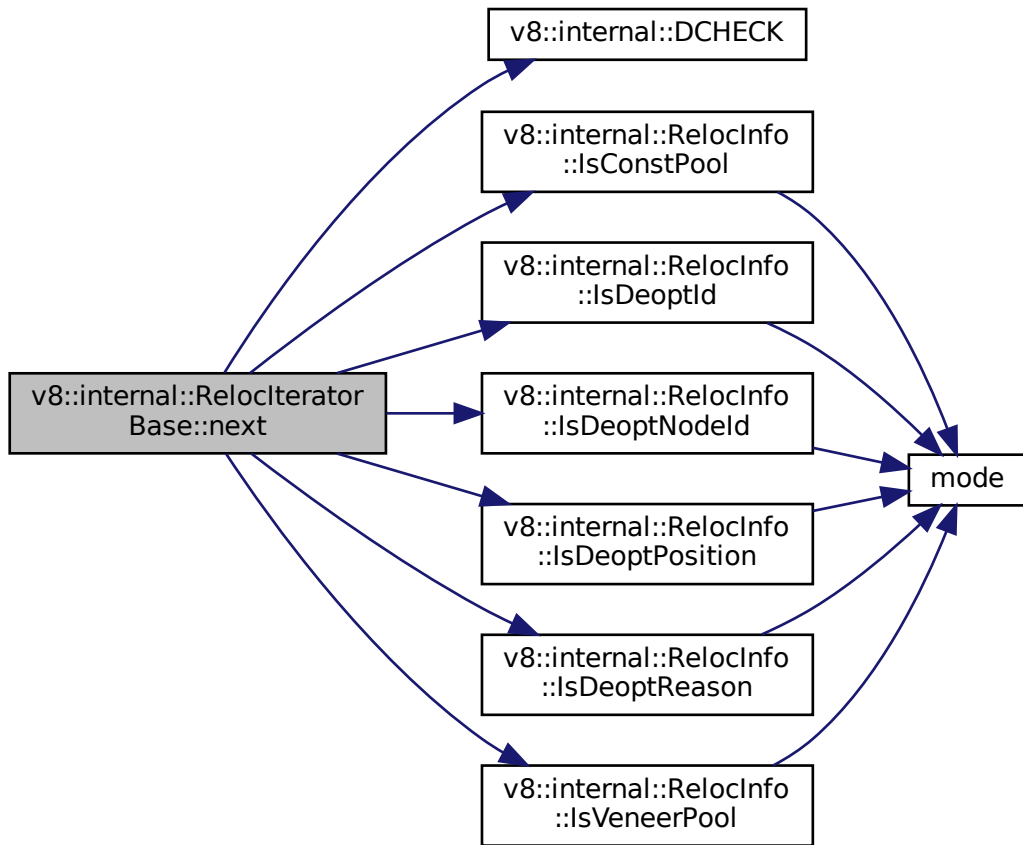 v8::internal::DCHECK
v8::internal::RelocInfo
::IsConstPool
v8::internal::RelocInfo
::IsDeoptId
v8::internal::RelocIterator
Base::next
v8::internal::RelocInfo
::IsDeoptNodeId
mode
v8::internal::RelocInfo
::IsDeoptPosition
v8::internal::RelocInfo
::IsDeoptReason
v8::internal::RelocInfo
::IsVeneerPool